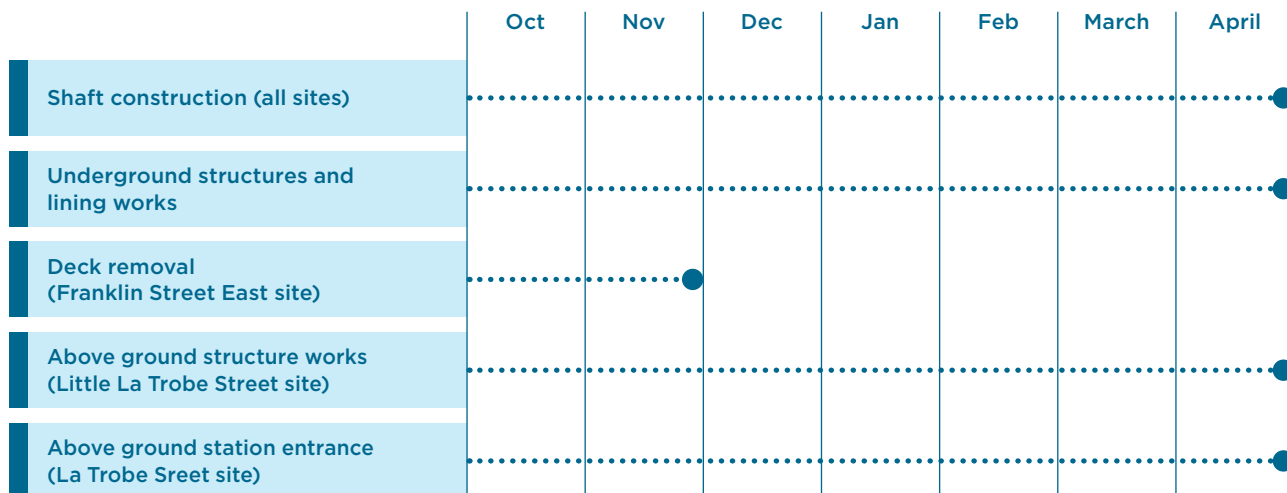 Oct Nov Dec Jan Feb March April
Shaft construction (all sites)
Underground structures and
lining works
Deck removal
(Franklin Street East site)
Above ground structure works
(Little La Trobe Street site)
Above ground station entrance
(La Trobe Sreet site)